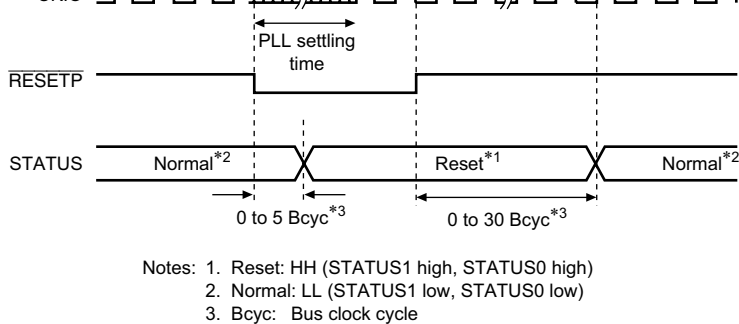 PLL settling
time
RESETP
STATUS
Normal*2
Reset*1
Normal*2
0 to 5 Bcyc*3
0 to 30 Bcyc*3
Notes: 1. Reset: HH (STATUS1 high, STATUS0 high)
2. Normal: LL (STATUS1 low, STATUS0 low)
3. Bcyc: Bus clock cycle